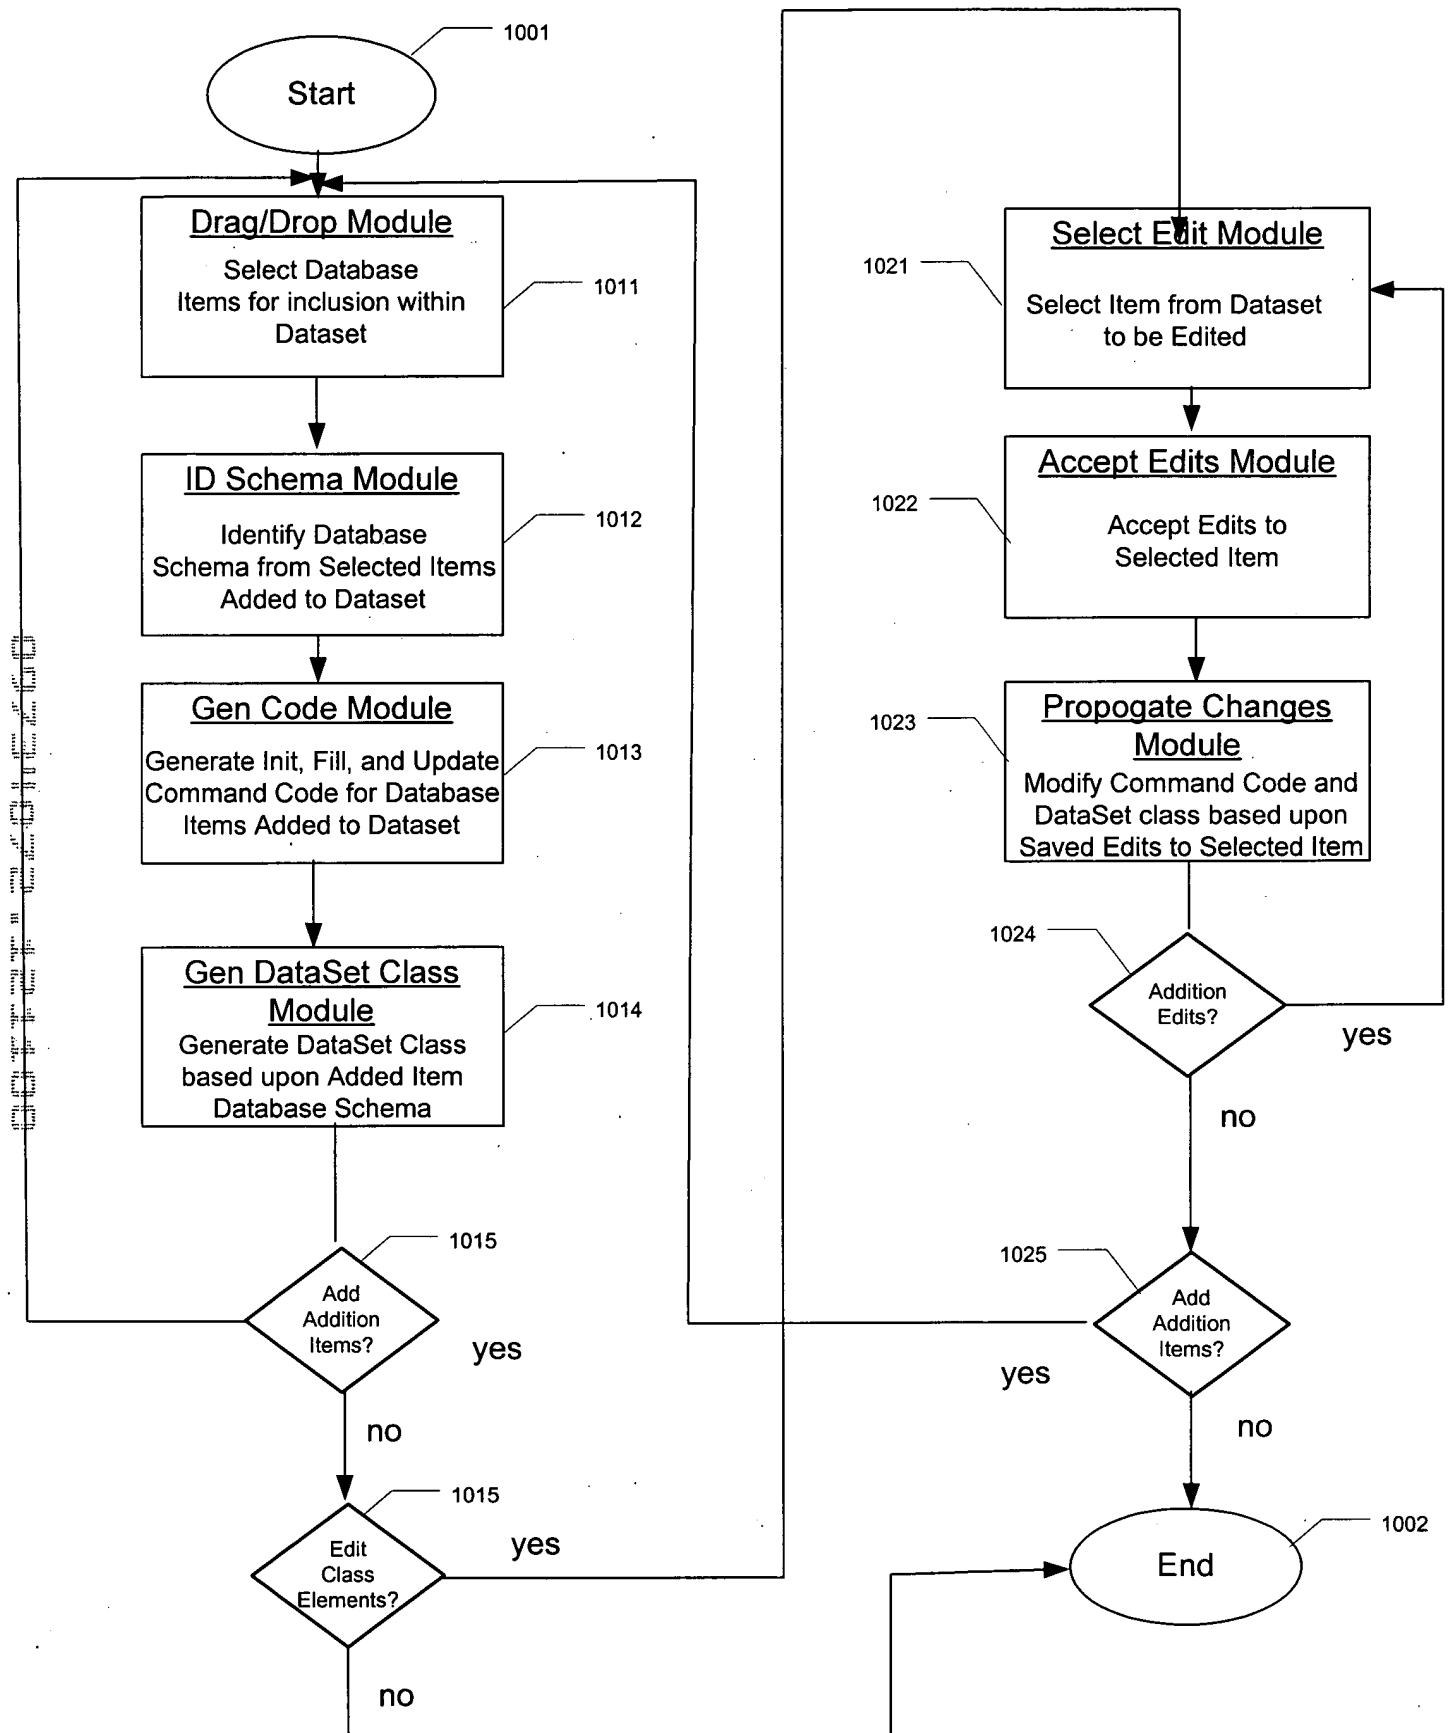 1001
Start
Drag/Drop Module
Select Database
Items for inclusion within
Dataset
1011
ID Schema Module
Identify Database
Schema from Selected Items
Added to Dataset
1012
Gen Code Module
Generate Init, Fill, and Update
Command Code for Database
Items Added to Dataset
1013
Gen DataSet Class
Module
Generate DataSet Class
based upon Added Item
Database Schema
1014
1015
Add
Addition
Items?
yes
no
1015
Edit
Class
Elements?
yes
no
Select Edit Module
Select Item from Dataset
to be Edited
1021
Accept Edits Module
Accept Edits to
Selected Item
1022
Propogate Changes
Module
Modify Command Code and
DataSet class based upon
Saved Edits to Selected Item
1023
1024
Addition
Edits?
yes
no
1025
Add
Addition
Items?
yes
no
1002
End